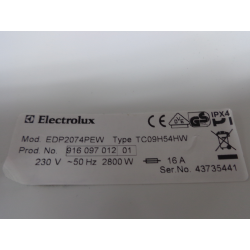 Electrolux
IPX4
Mod. EDP2074PEW Type TC09H54HW
Prod. No 916 097 012 01
230 V ~50 Hz 2800 W 16 A
Ser.No. 43735441